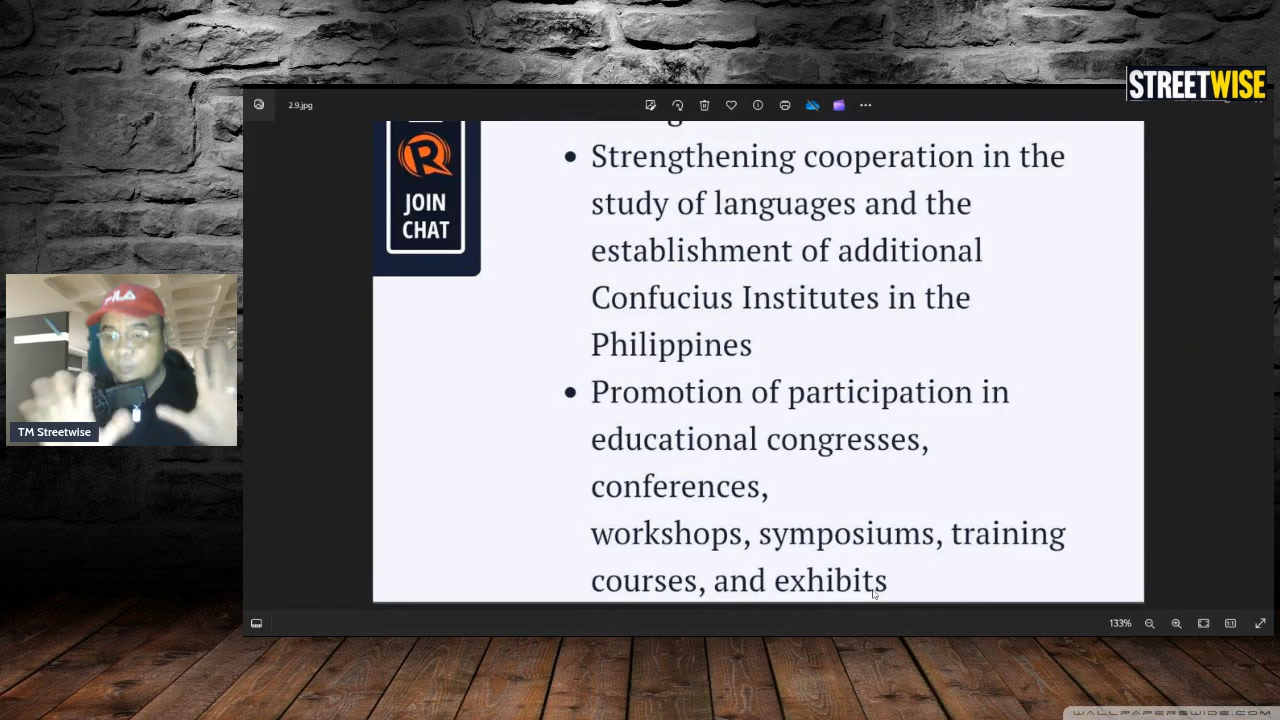 STREETWISE
2.9.jpg
R
JOIN
CHAT
Strengthening cooperation in the
study of languages and the
establishment of additional
Confucius Institutes in the
Philippines
Promotion of participation in
educational congresses,
conferences,
workshops, symposiums, training
courses, and exhibits
FILA
TM Streetwise
133%
WALLPAPERSWIDE.COM